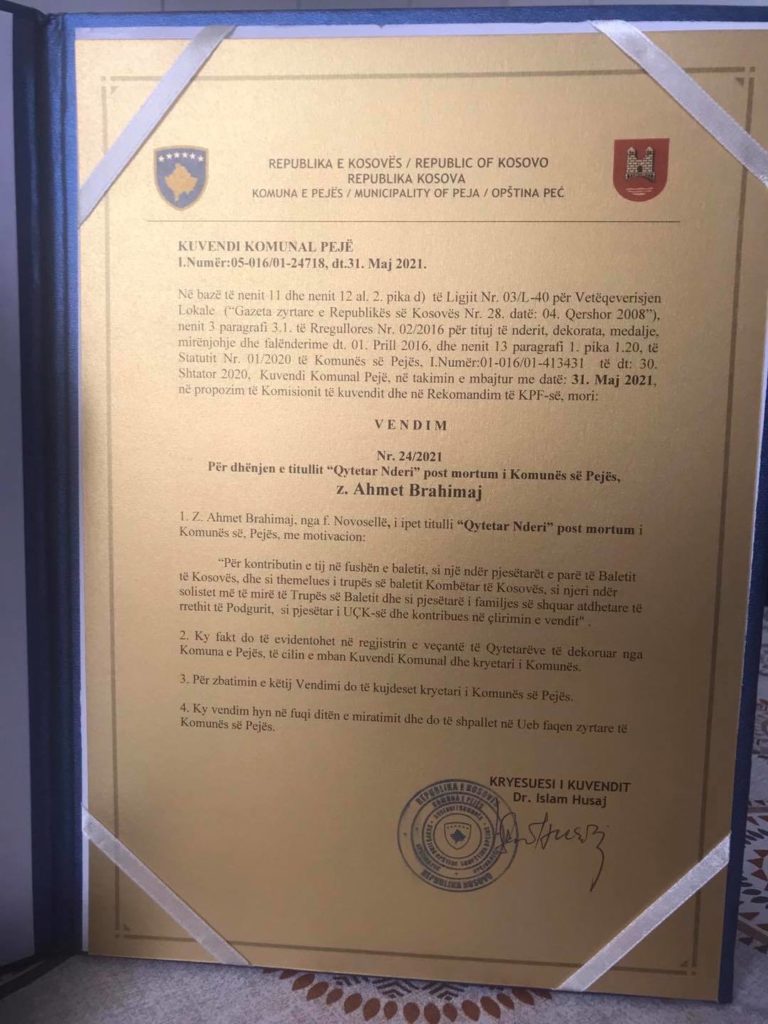 REPUBLIKA E KOSOVËS / REPUBLIC OF KOSOVO
REPUBLIKA KOSOVA
KOMUNA E PEJËS / MUNICIPALITY OF PEJA / OPŠTINA PEĆ
KUVENDI KOMUNAL PEJË
I.Numër:05-016/01-24718, dt.31. Maj 2021.
Në bazë të nenit 11 dhe nenit 12 al. 2. pika d) të Ligjit Nr. 03/L-40 për Vetëqeverisjen
Lokale ("Gazeta zyrtare e Republikës së Kosovës Nr. 28. datë: 04. Qershor 2008"),
nenit 3 paragrafi 3.1. të Rregullores Nr. 02/2016 për tituj të nderit, dekorata, medalje,
mirënjohje dhe falënderime dt. 01. Prill 2016, dhe nenit 13 paragrafi 1. pika 1.20, të
Statutit Nr. 01/2020 të Komunës së Pejës, I.Numër:01-016/01-413431 të dt: 30.
Shtator 2020, Kuvendi Komunal Pejë, në takimin e mbajtur me datë: 31. Maj 2021,
në propozim të Komisionit të kuvendit dhe në Rekomandim të KPF-së, mori:
V E N D I M
Nr. 24/2021
Për dhënjen e titullit "Qytetar Nderi" post mortum i Komunës së Pejës,
z. Ahmet Brahimaj
1. Z. Ahmet Brahimaj, nga f. Novosellë, i ipet titulli "Qytetar Nderi" post mortum i
Komunës së, Pejës, me motivacion:
"Për kontributin e tij në fushën e baletit, si një ndër pjesëtarët e parë të Baletit
të Kosovës, dhe si themelues i trupës së baletit Kombëtar të Kosovës, si njeri ndër
solistet më të mirë të Trupës së Baletit dhe si pjesëtarë i familjes së shquar atdhetare të
rrethit të Podgurit, si pjesëtar i UÇK-së dhe kontribues në çlirimin e vendit" .
2. Ky fakt do të evidentohet në regjistrin e veçantë të Qytetarëve të dekoruar nga
Komuna e Pejës, të cilin e mban Kuvendi Komunal dhe kryetari i Komunës.
3. Për zbatimin e këtij Vendimi do të kujdeset kryetari i Komunës së Pejës.
4. Ky vendim hyn në fuqi ditën e miratimit dhe do të shpallet në Ueb faqen zyrtare të
Komunës së Pejës.
KRYESUESI I KUVENDIT
Dr. Islam Husaj
REPUBLIKA E KOSOVËS
KOMUNA E PEJËS
REPUBLIKA KOSOVO